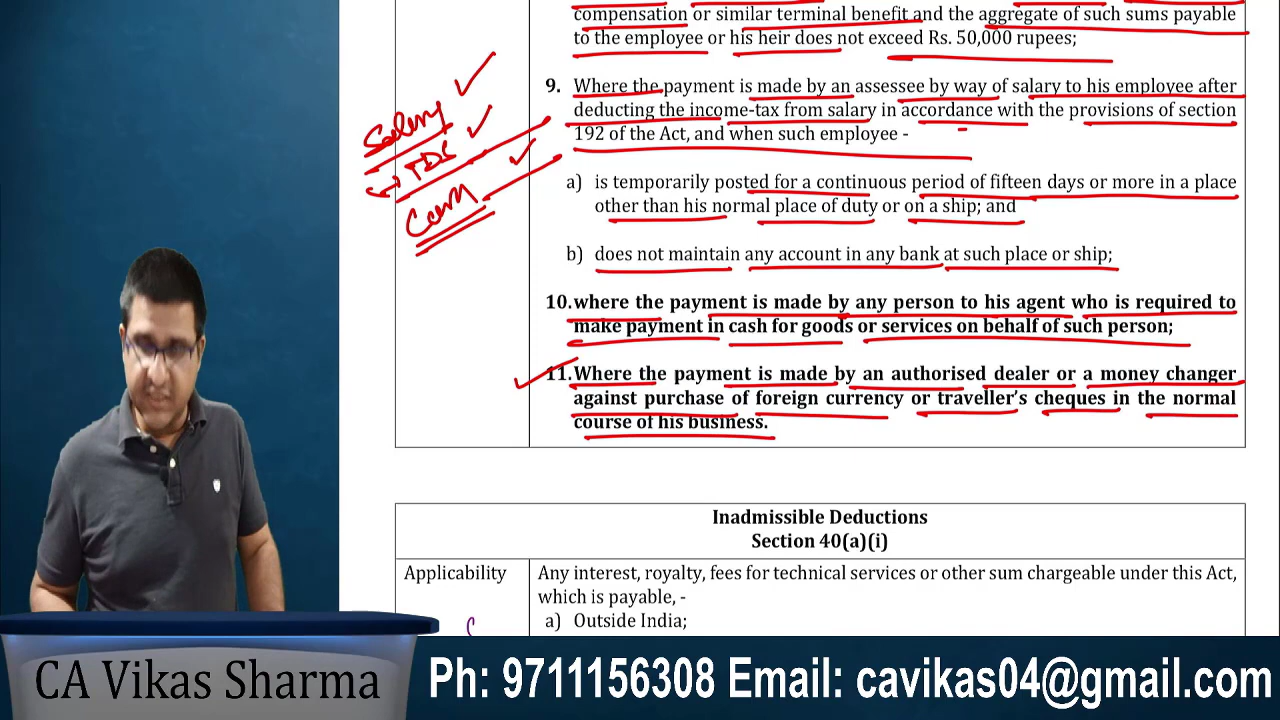 compensation or similar terminal benefit and the aggregate of such sums payable
to the employee or his heir does not exceed Rs. 50,000 rupees;
9. Where the payment is made by an assessee by way of salary to his employee after
deducting the income-tax from salary in accordance with the provisions of section
192 of the Act, and when such employee -
Salary
TDS
Cash
a) is temporarily posted for a continuous period of fifteen days or more in a place
other than his normal place of duty or on a ship; and
b) does not maintain any account in any bank at such place or ship;
10. where the payment is made by any person to his agent who is required to
make payment in cash for goods or services on behalf of such person;
11. Where the payment is made by an authorised dealer or a money changer
against purchase of foreign currency or traveller's cheques in the normal
course of his business.
Inadmissible Deductions
Section 40(a)(i)
Applicability
Any interest, royalty, fees for technical services or other sum chargeable under this Act,
which is payable, -
a) Outside India;
CA Vikas Sharma
Ph: 9711156308 Email: cavikas04@gmail.com